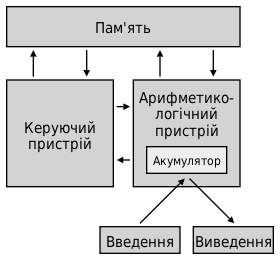 Пам'ять
Арифметико-
логічний
пристрій
Керуючий
пристрій
Акумулятор
Введення
Виведення